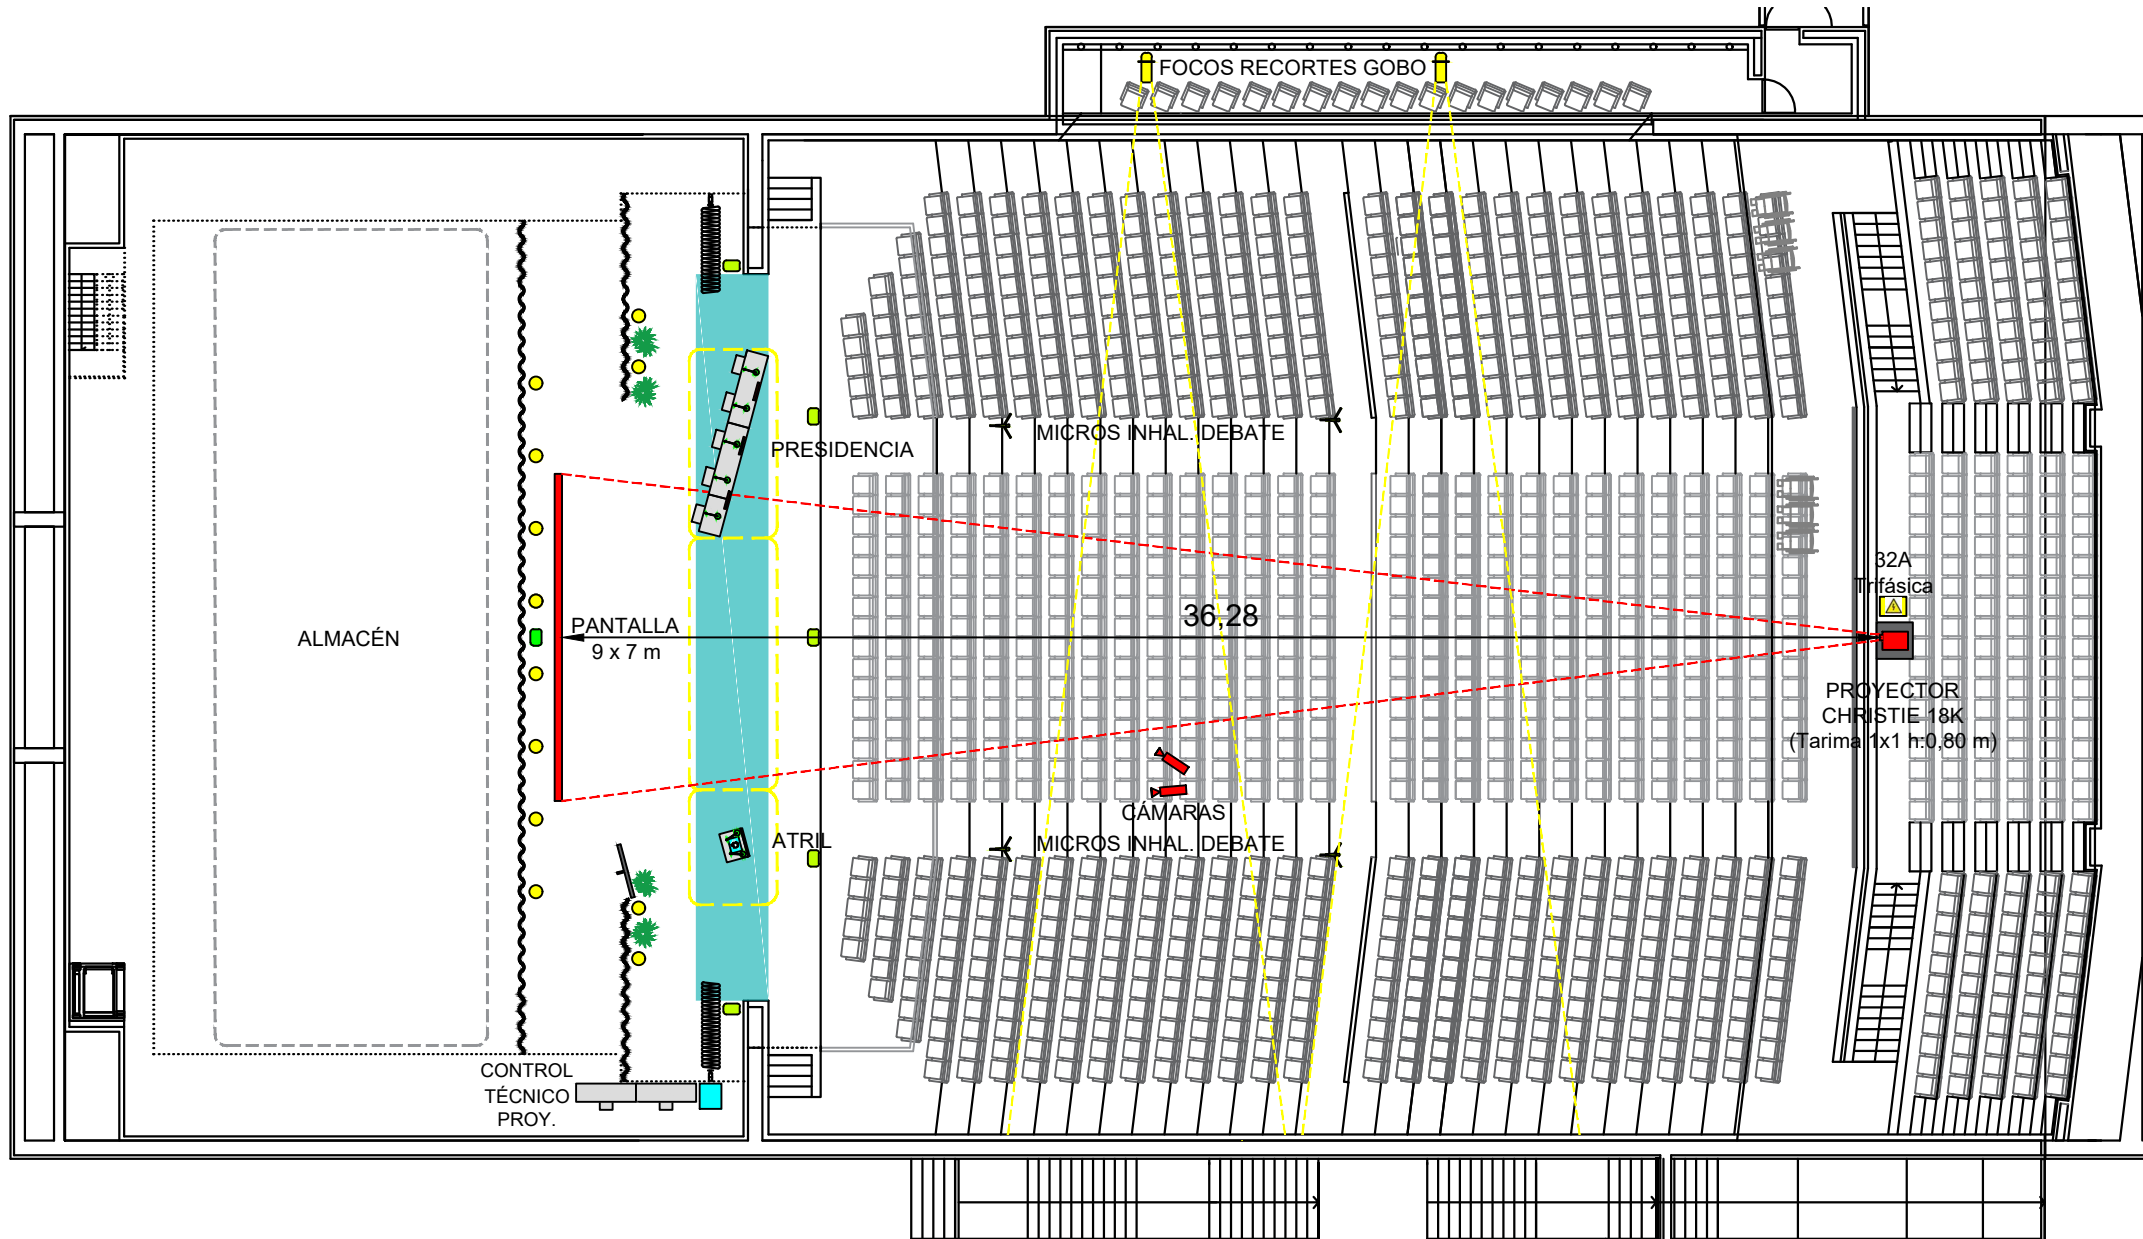 FOCOS RECORTES GOBO
MICROS INHAL. DEBATE
PRESIDENCIA
32A
Trifásica
36,28
ALMACÉN
PANTALLA
9 x 7 m
PROYECTOR
CHRISTIE 18K
(Tarima 1x1 h:0,80 m)
CÁMARAS
ATRIL
MICROS INHAL. DEBATE
CONTROL
TÉCNICO
PROY.